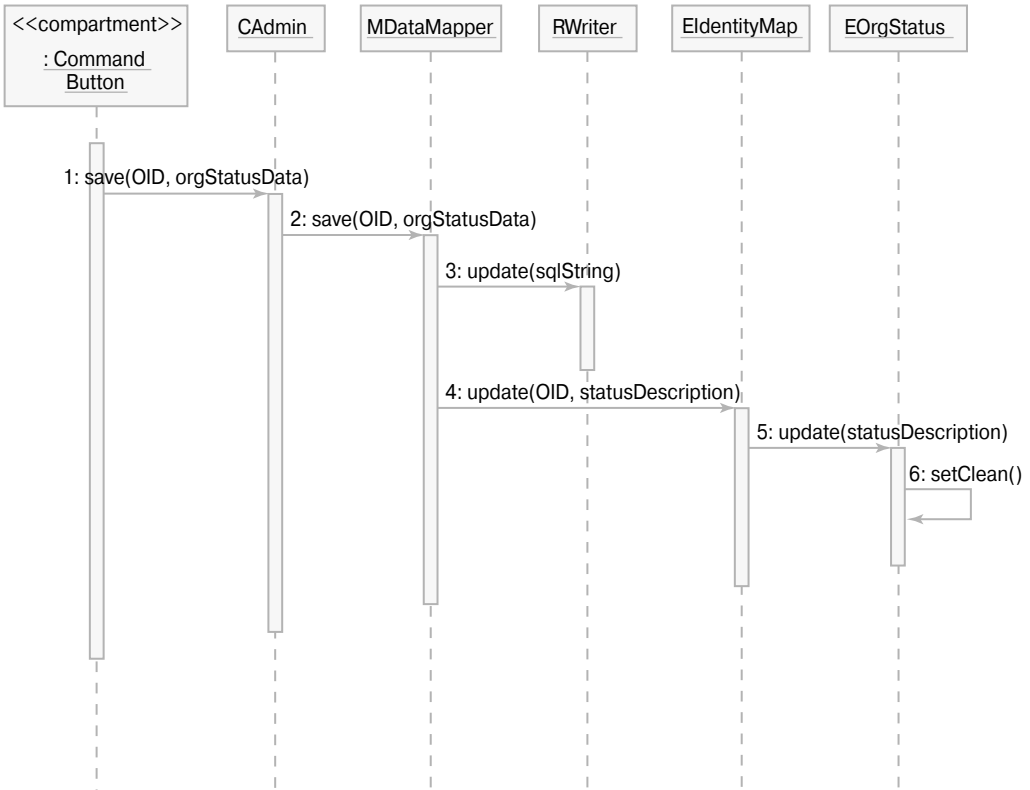 <<compartment>>
: Command
Button
CAdmin
MDataMapper
RWriter
EIdentityMap
EOrgStatus
1: save(OID, orgStatusData)
2: save(OID, orgStatusData)
3: update(sqlString)
4: update(OID, statusDescription)
5: update(statusDescription)
6: setClean()